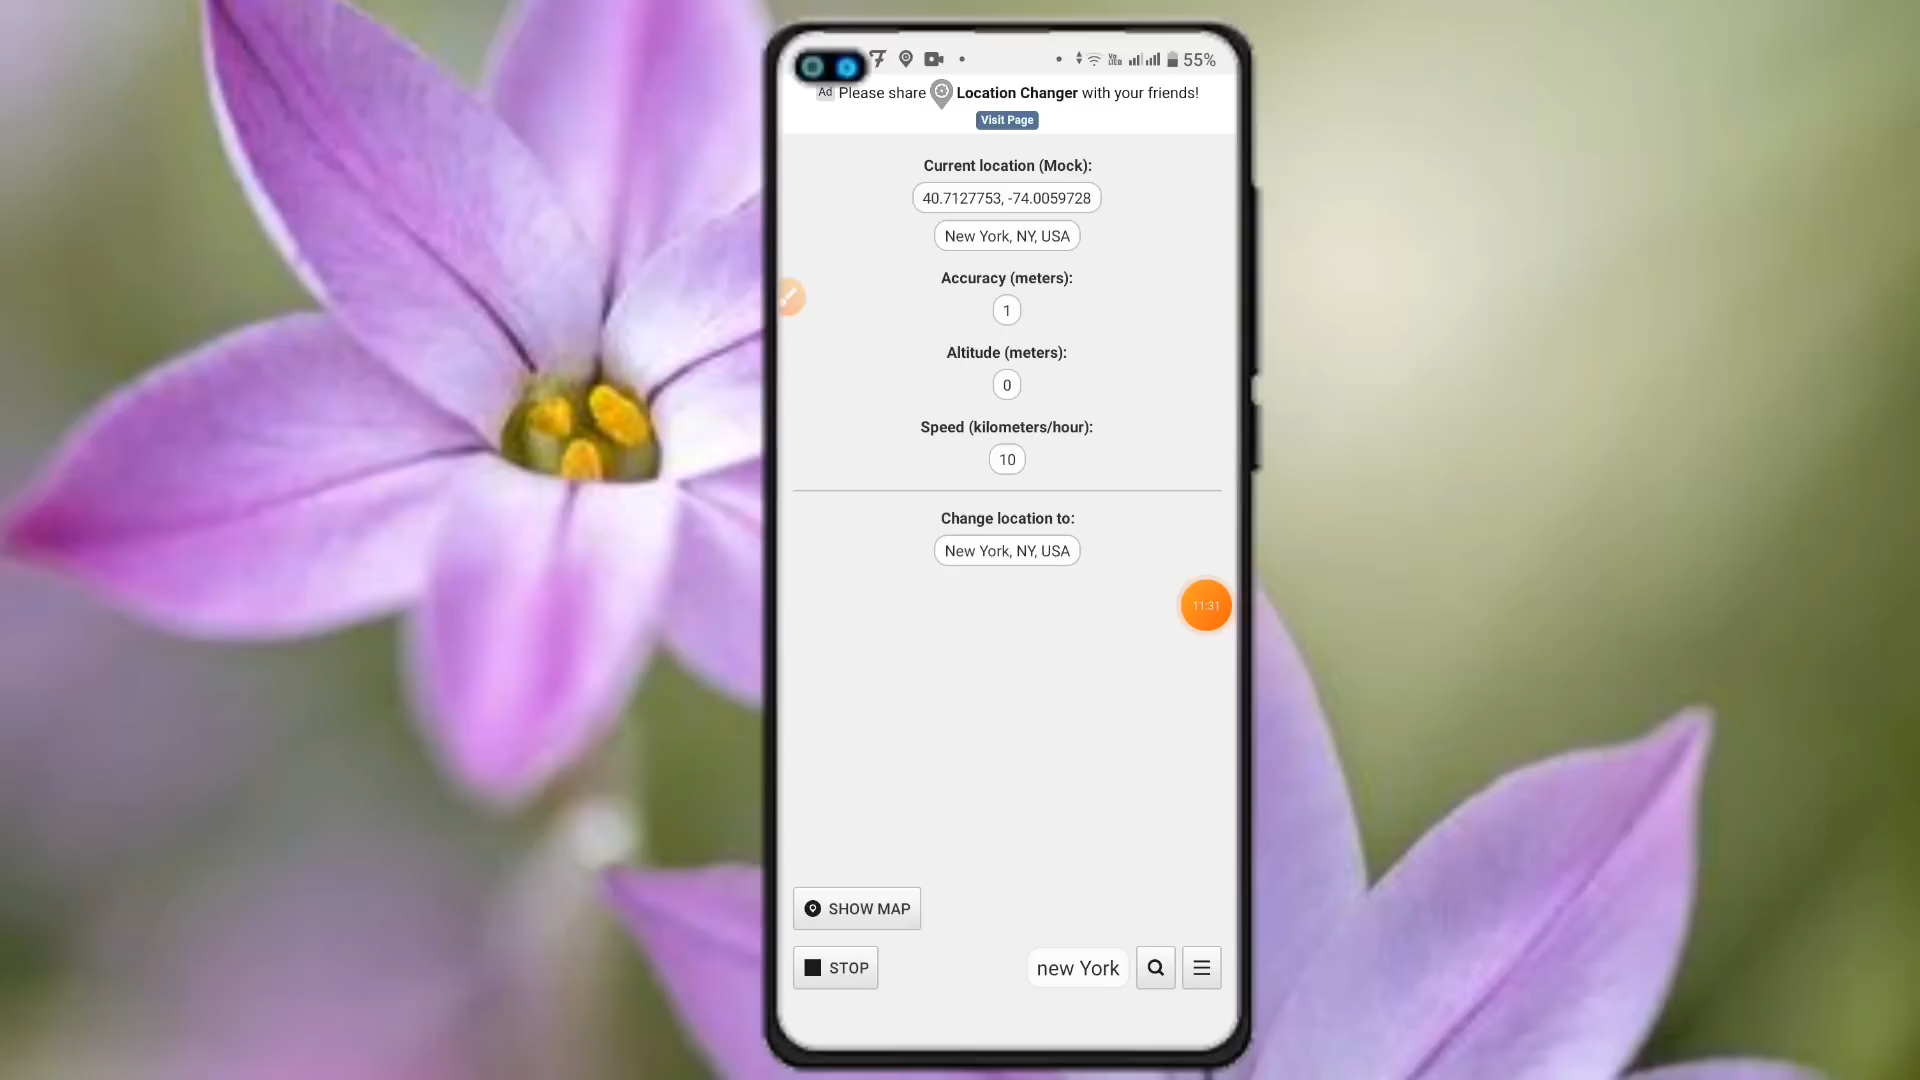 55%
Ad Please share Location Changer with your friends!
Visit Page
Current location (Mock):
40.7127753, -74.0059728
New York, NY, USA
Accuracy (meters):
1
Altitude (meters):
0
Speed (kilometers/hour):
10
Change location to:
New York, NY, USA
11:31
SHOW MAP
STOP
new York